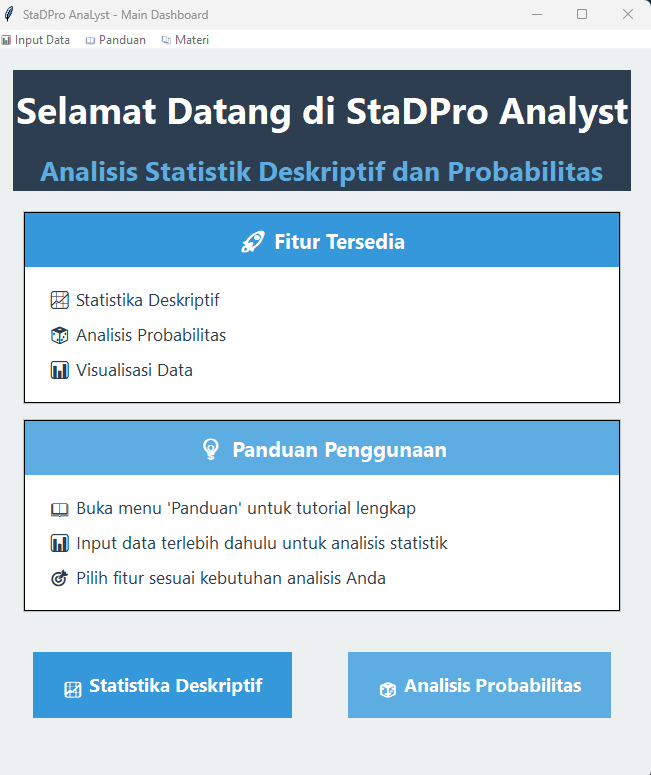 StaDPro AnaLyst - Main Dashboard
Input Data Panduan Materi
Selamat Datang di StaDPro Analyst
Analisis Statistik Deskriptif dan Probabilitas
Fitur Tersedia
Statistika Deskriptif
Analisis Probabilitas
Visualisasi Data
Panduan Penggunaan
Buka menu 'Panduan' untuk tutorial lengkap
Input data terlebih dahulu untuk analisis statistik
Pilih fitur sesuai kebutuhan analisis Anda
Statistika Deskriptif
Analisis Probabilitas